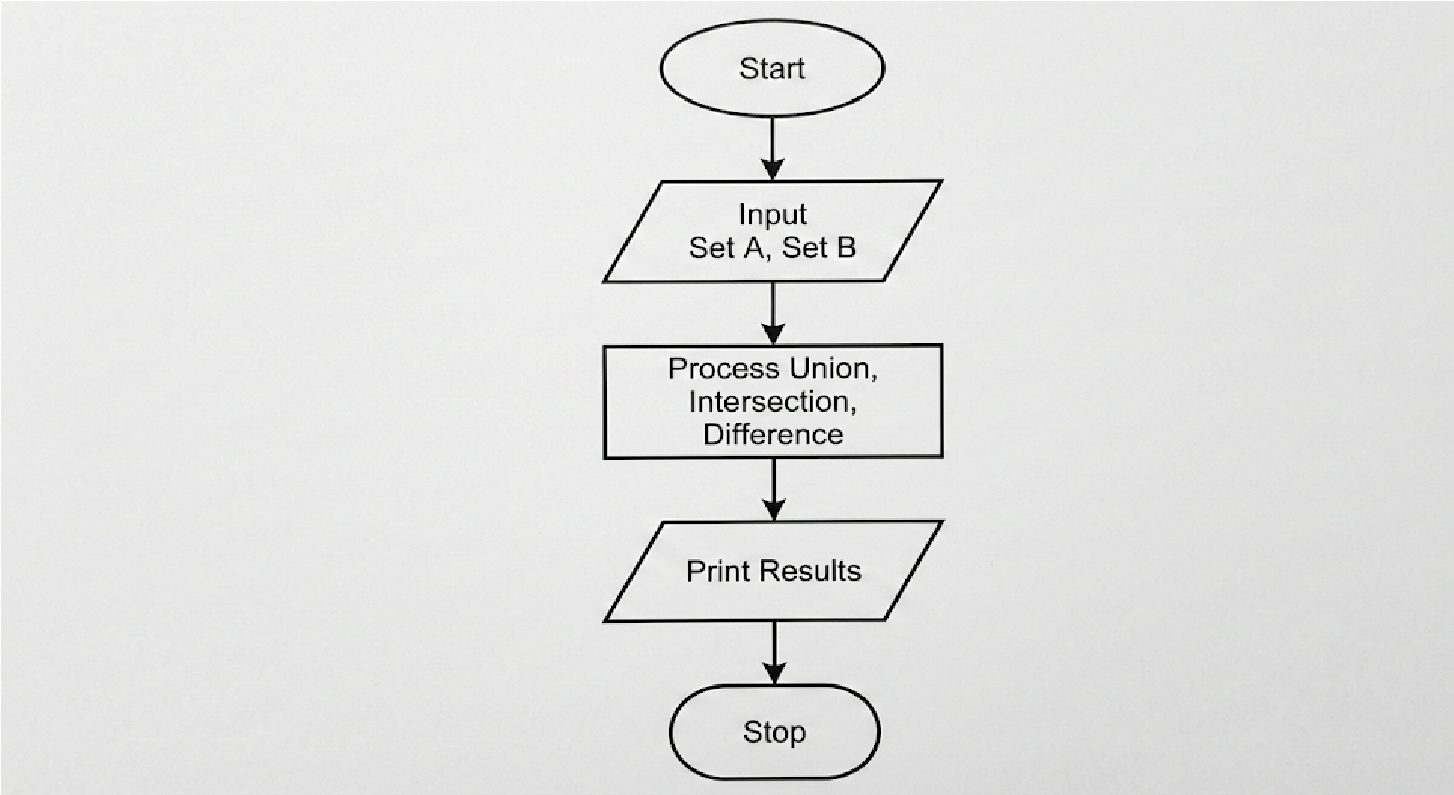 Start
Input
Set A, Set B
Process Union,
Intersection,
Difference
Print Results
Stop